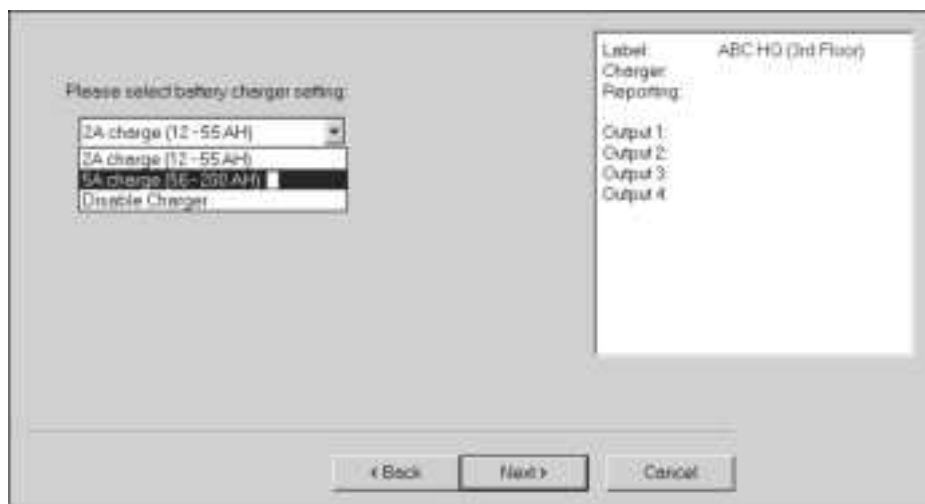 Please select battery charger setting:
2A charge (12 - 55 AH)
2A charge (12 - 55 AH)
5A charge (56 - 200 AH)
Disable Charger
Label: ABC HQ (3rd Floor)
Charger:
Reporting:
Output 1:
Output 2:
Output 3:
Output 4:
< Back
Next >
Cancel